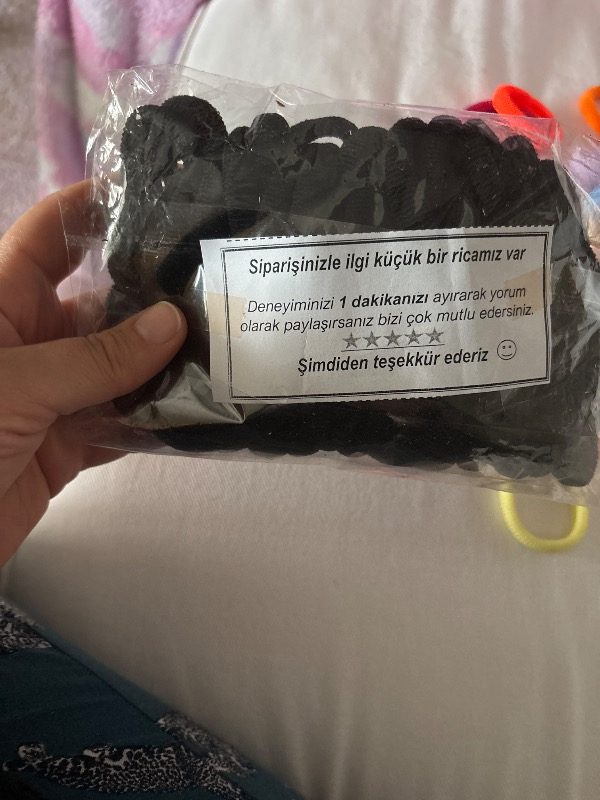 Siparişinizle ilgi küçük bir ricamız var
Deneyiminizi 1 dakikanızı ayırarak yorum
olarak paylaşırsanız bizi çok mutlu edersiniz.
Şimdiden teşekkür ederiz